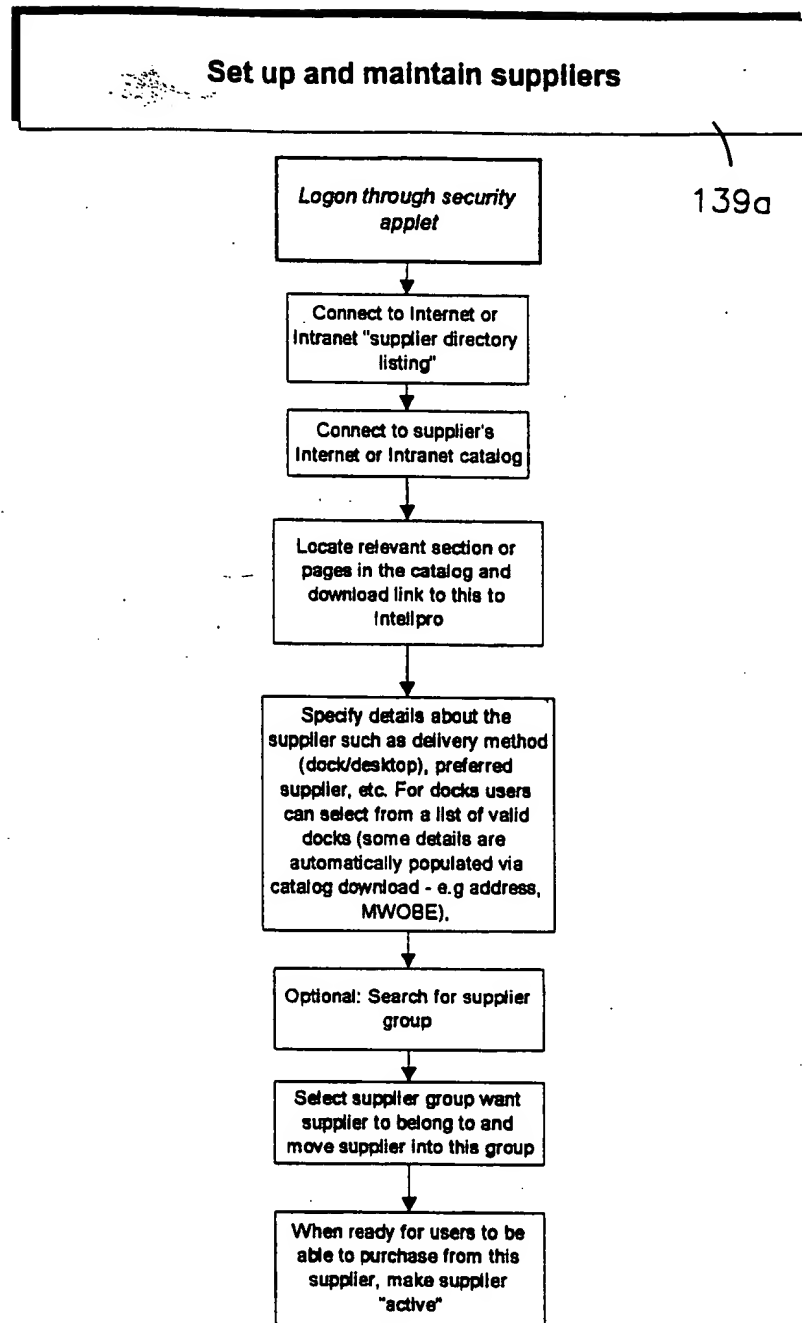 Set up and maintain suppliers
139a
Logon through security
applet
Connect to Internet or
Intranet "supplier directory
listing"
Connect to supplier's
Internet or Intranet catalog
Locate relevant section or
pages in the catalog and
download link to this to
Intellpro
Specify details about the
supplier such as delivery method
(dock/desktop), preferred
supplier, etc. For docks users
can select from a list of valid
docks (some details are
automatically populated via
catalog download - e.g address,
MWOBE).
Optional: Search for supplier
group
Select supplier group want
supplier to belong to and
move supplier into this group
When ready for users to be
able to purchase from this
supplier, make supplier
"active"